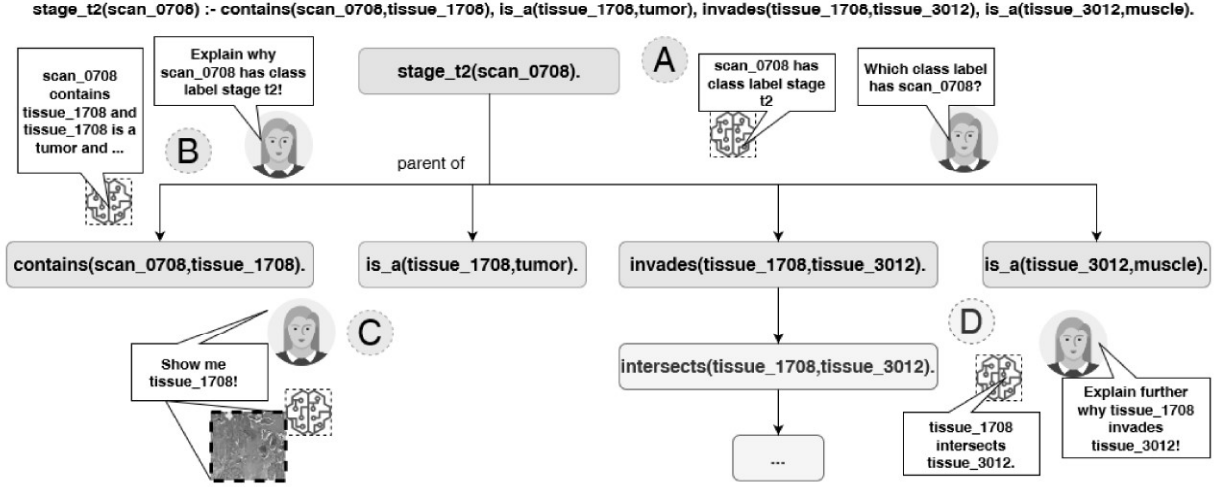 stage_t2(scan_0708) :- contains(scan_0708,tissue_1708), is_a(tissue_1708,tumor), invades(tissue_1708,tissue_3012), is_a(tissue_3012,muscle).
scan_0708
contains
tissue_1708 and
tissue_1708 is a
tumor and ...
Explain why
scan_0708 has class
label stage t2!
B
stage_t2(scan_0708).
A
scan_0708 has
class label stage
t2
Which class label
has scan_0708?
parent of
contains(scan_0708,tissue_1708).
is_a(tissue_1708,tumor).
invades(tissue_1708,tissue_3012).
is_a(tissue_3012,muscle).
C
Show me
tissue_1708!
intersects(tissue_1708,tissue_3012).
...
D
tissue_1708
intersects
tissue_3012.
Explain further
why tissue_1708
invades
tissue_3012!